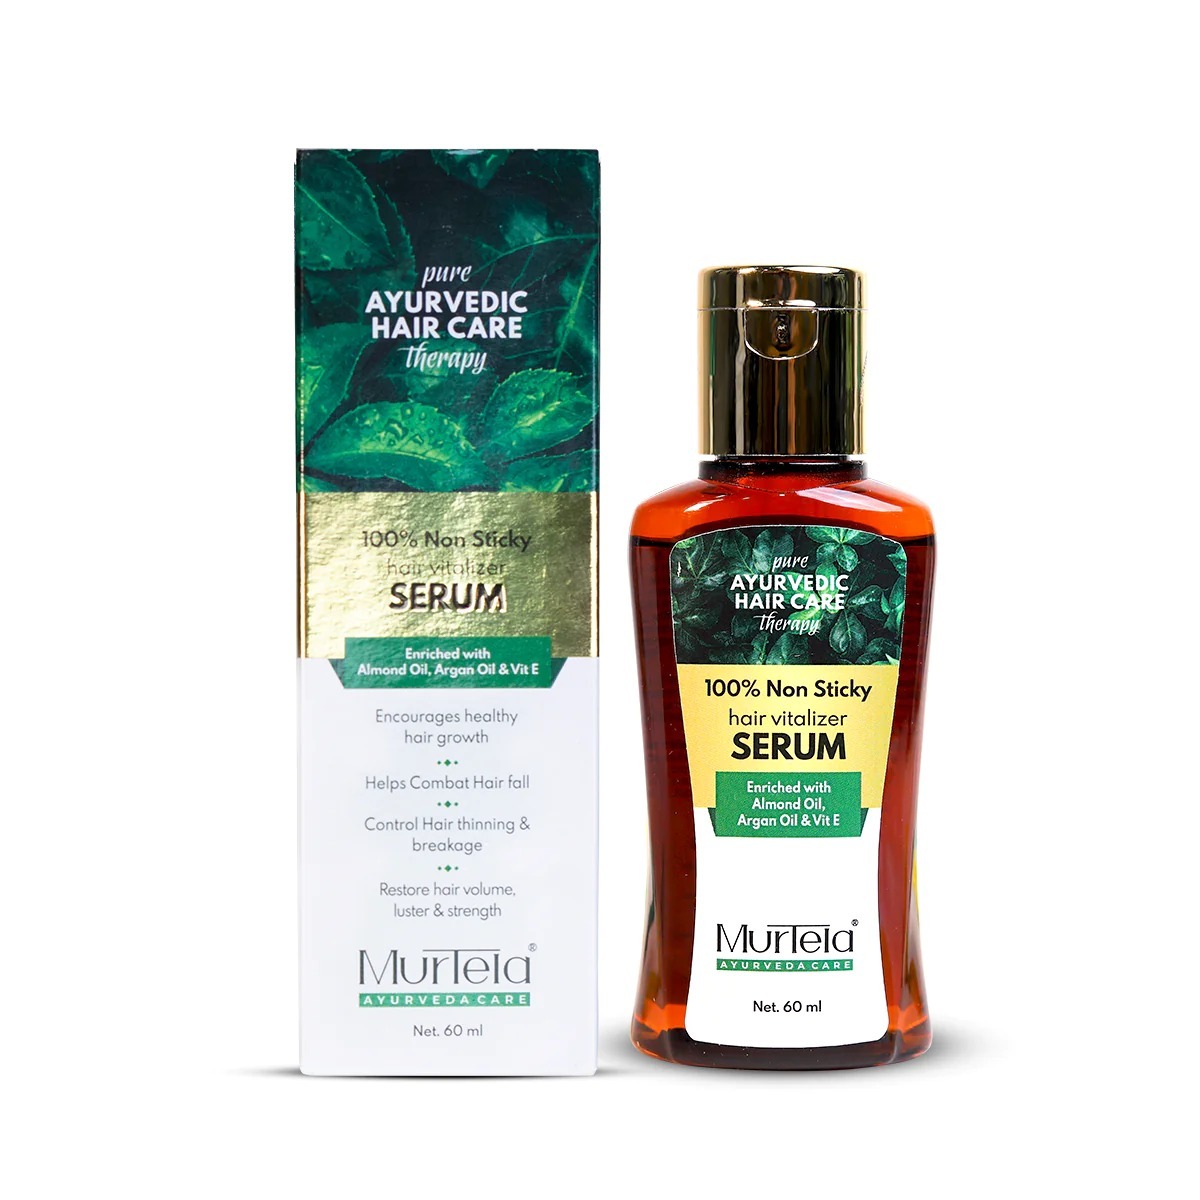 pure
AYURVEDIC
HAIR CARE
therapy
100% Non Sticky
hair vitalizer
SERUM
Enriched with
Almond Oil, Argan Oil & Vit E
Encourages healthy
hair growth
Helps Combat Hair fall
Control Hair thinning &
breakage
Restore hair volume,
luster & strength
Murteia®
AYURVEDA CARE
Net. 60 ml
pure
AYURVEDIC
HAIR CARE
therapy
100% Non Sticky
hair vitalizer
SERUM
Enriched with
Almond Oil,
Argan Oil & Vit E
Murteia®
AYURVEDA CARE
Net. 60 ml